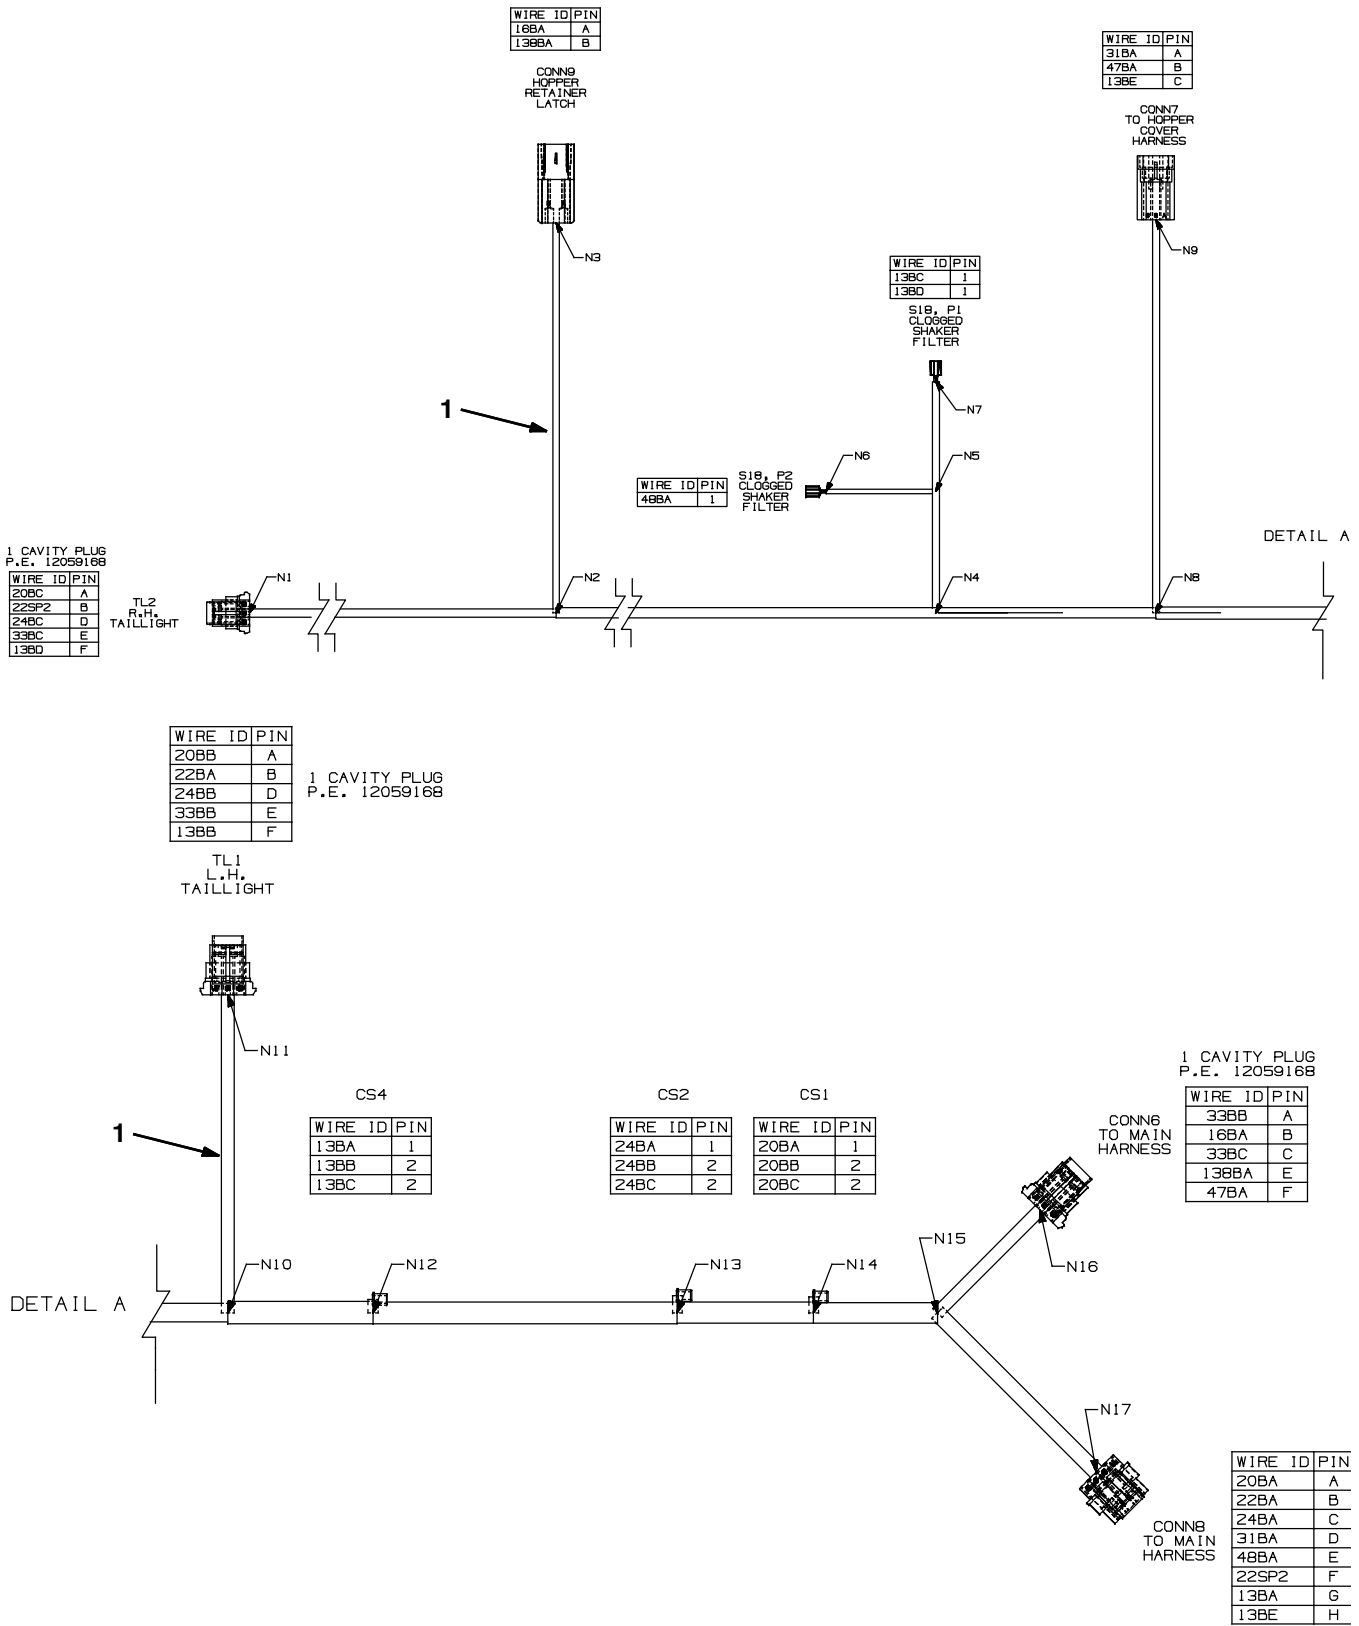 WIRE ID PIN
16BA A
138BA B
CONN9
HOPPER
RETAINER
LATCH
N3
WIRE ID PIN
31BA A
47BA B
13BE C
CONN7
TO HOPPER
COVER
HARNESS
N9
WIRE ID PIN
13BC 1
13BD 1
S18, P1
CLOGGED
SHAKER
FILTER
N7
1
N6
N5
WIRE ID PIN
48BA 1
S18, P2
CLOGGED
SHAKER
FILTER
DETAIL A
1 CAVITY PLUG
P.E. 12059168
WIRE ID PIN
20BC A
22SP2 B
24BC D
33BC E
13BD F
TL2
R.H.
TAILLIGHT
N1
N2
N4
N8
WIRE ID PIN
20BB A
22BA B
24BB D
33BB E
13BB F
1 CAVITY PLUG
P.E. 12059168
TL1
L.H.
TAILLIGHT
N11
1
CS4
WIRE ID PIN
13BA 1
13BB 2
13BC 2
CS2
WIRE ID PIN
24BA 1
24BB 2
24BC 2
CS1
WIRE ID PIN
20BA 1
20BB 2
20BC 2
1 CAVITY PLUG
P.E. 12059168
WIRE ID PIN
33BB A
16BA B
33BC C
138BA E
47BA F
CONN6
TO MAIN
HARNESS
N15
N16
N10
N12
N13
N14
DETAIL A
N17
CONN8
TO MAIN
HARNESS
WIRE ID PIN
20BA A
22BA B
24BA C
31BA D
48BA E
22SP2 F
13BA G
13BE H